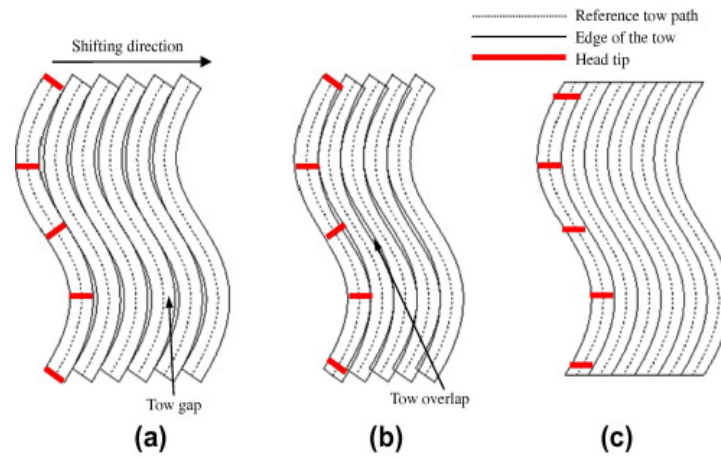 Reference tow path
Edge of the tow
Head tip
Shifting direction
Tow gap
Tow overlap
(a)
(b)
(c)